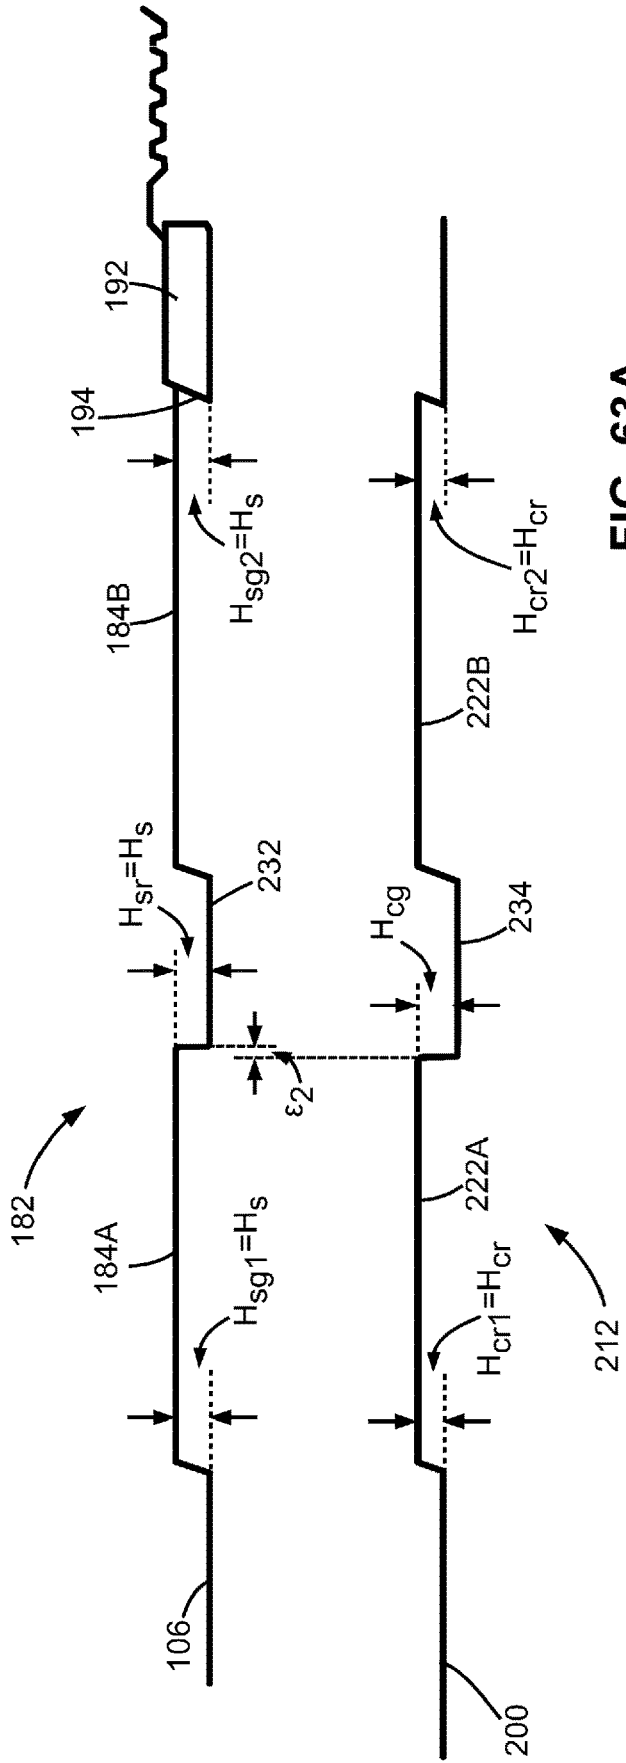 182
106
184A
184B
194
192
Hsg1=Hs
ε2
Hsr=Hs
232
Hsg2=Hs
200
212
Hcr1=Hcr
222A
Hcg
234
222B
Hcr2=Hcr
FIG. 63A